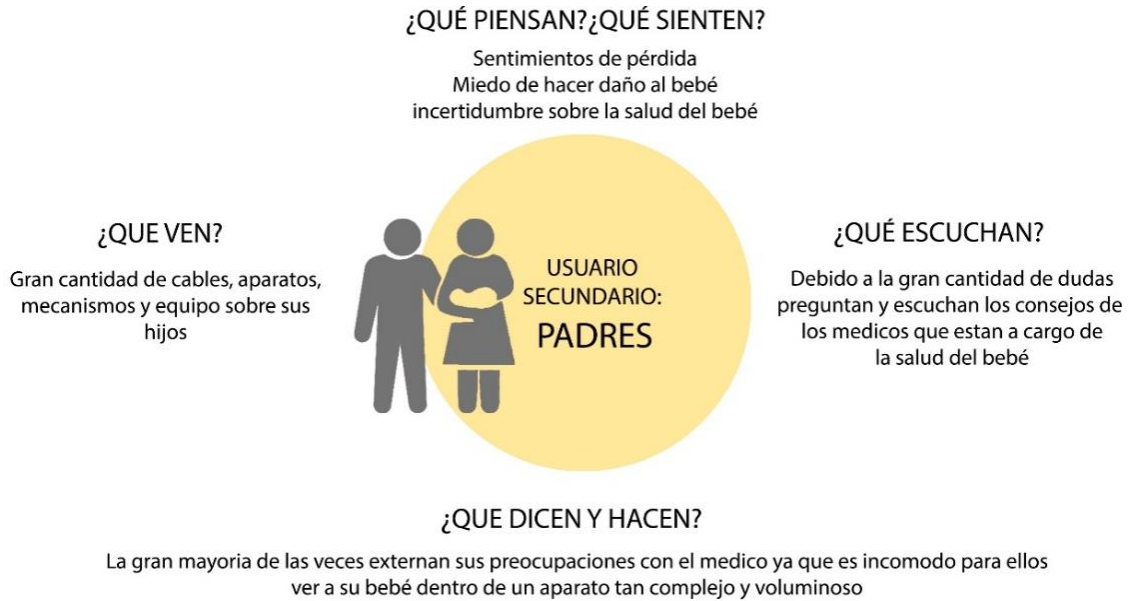 ¿QUÉ PIENSAN?¿QUÉ SIENTEN?
Sentimientos de pérdida
Miedo de hacer daño al bebé
incertidumbre sobre la salud del bebé
¿QUE VEN?
Gran cantidad de cables, aparatos,
mecanismos y equipo sobre sus
hijos
USUARIO
SECUNDARIO:
PADRES
¿QUÉ ESCUCHAN?
Debido a la gran cantidad de dudas
preguntan y escuchan los consejos de
los medicos que estan a cargo de
la salud del bebé
¿QUE DICEN Y HACEN?
La gran mayoria de las veces externan sus preocupaciones con el medico ya que es incomodo para ellos
ver a su bebé dentro de un aparato tan complejo y voluminoso